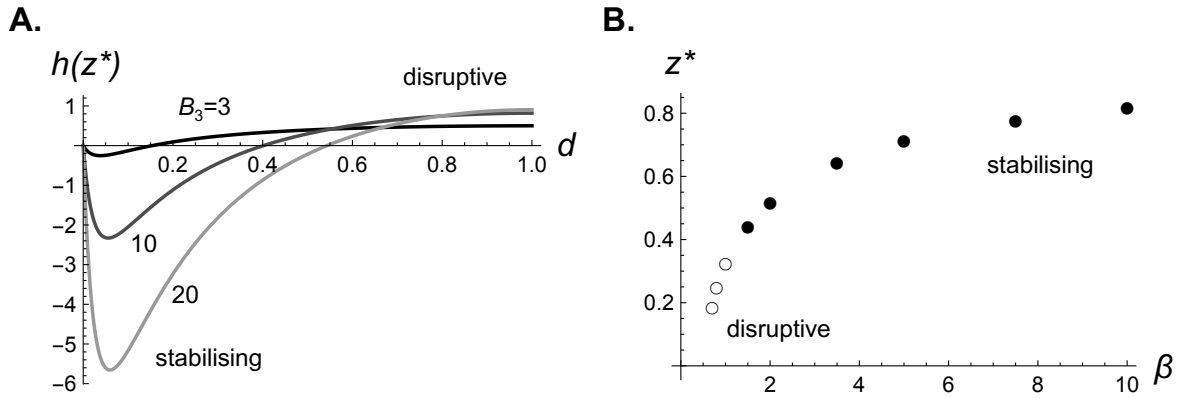 A.
h(z*)
disruptive
B₃=3
1
d
0.2 0.4 0.6 0.8 1.0
−1
−2
10
−3
20
−4
−5
stabilising
−6
B.
z*
0.8
stabilising
0.6
0.4
0.2
disruptive
2 4 6 8 10
β